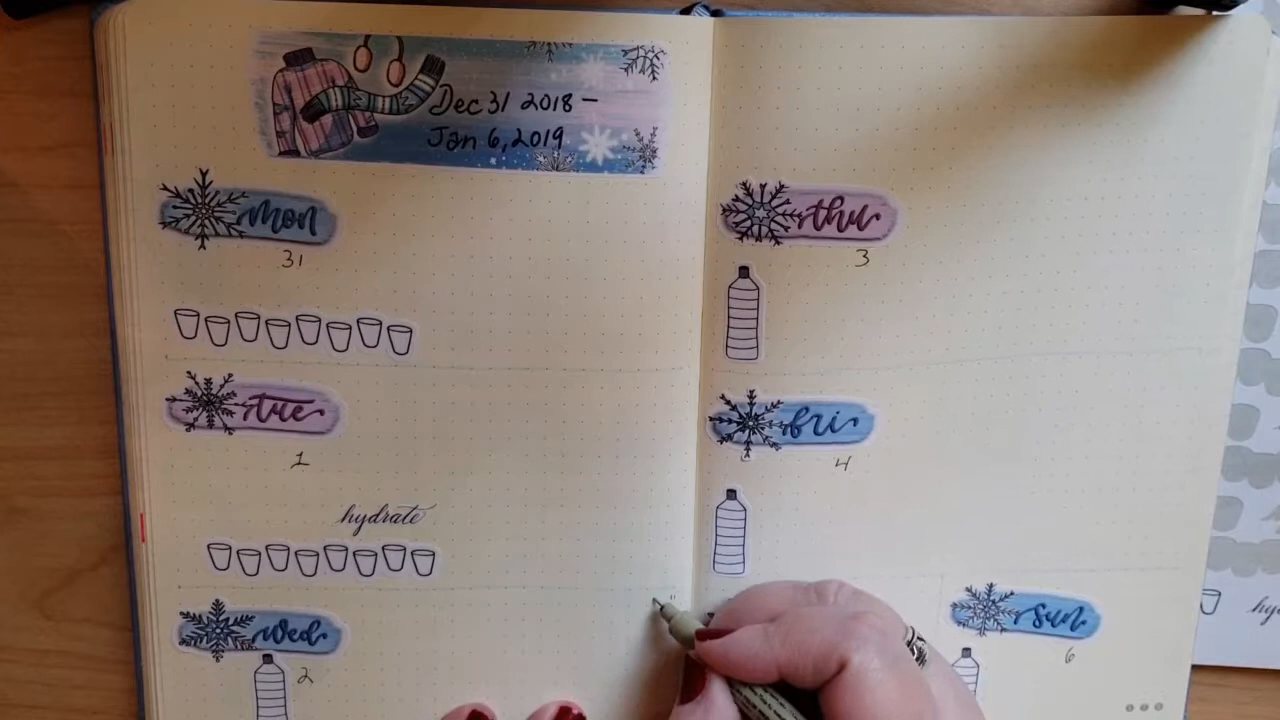 Dec 31 2018 –
Jan 6, 2019
mon
31
tue
1
hydrate
wed
2
thu
3
fri
4
sun
6